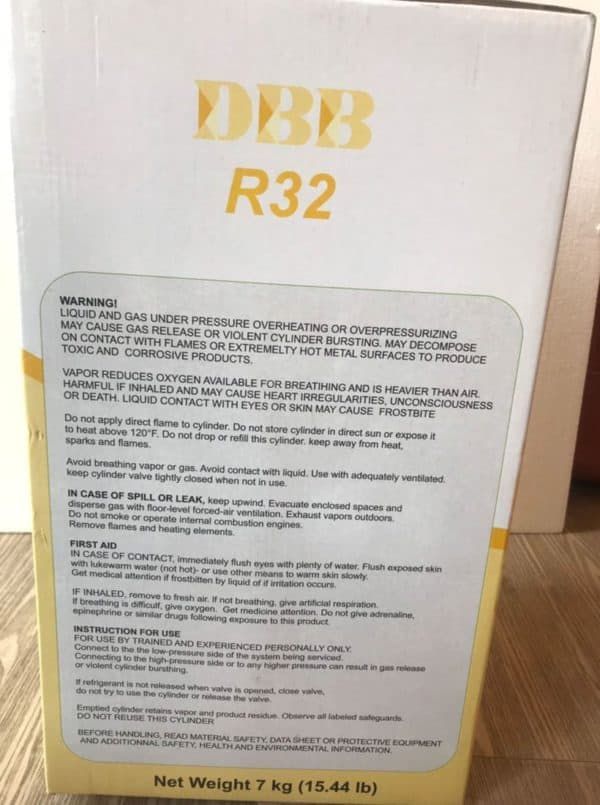 DBB
R32
WARNING!
LIQUID AND GAS UNDER PRESSURE OVERHEATING OR OVERPRESSURIZING
MAY CAUSE GAS RELEASE OR VIOLENT CYLINDER BURSTING. MAY DECOMPOSE
ON CONTACT WITH FLAMES OR EXTREMELTY HOT METAL SURFACES TO PRODUCE
TOXIC AND CORROSIVE PRODUCTS.
VAPOR REDUCES OXYGEN AVAILABLE FOR BREATIHING AND IS HEAVIER THAN AIR.
HARMFUL IF INHALED AND MAY CAUSE HEART IRREGULARITIES, UNCONSCIOUSNESS
OR DEATH. LIQUID CONTACT WITH EYES OR SKIN MAY CAUSE FROSTBITE
Do not apply direct flame to cylinder. Do not store cylinder in direct sun or expose it
to heat above 120°F. Do not drop or refill this cylinder. keep away from heat,
sparks and flames.
Avoid breathing vapor or gas. Avoid contact with liquid. Use with adequately ventilated.
keep cylinder valve tightly closed when not in use.
IN CASE OF SPILL OR LEAK, keep upwind. Evacuate enclosed spaces and
disperse gas with floor-level forced-air ventilation. Exhaust vapors outdoors.
Do not smoke or operate internal combustion engines.
Remove flames and heating elements.
FIRST AID
IN CASE OF CONTACT, immediately flush eyes with plenty of water. Flush exposed skin
with lukewarm water (not hot)- or use other means to warm skin slowly.
Get medical attention if frostbitten by liquid of if irritation occurs.
IF INHALED, remove to fresh air. If not breathing, give artificial respiration.
If breathing is difficulf, give oxygen. Get medicine attention. Do not give adrenaline,
epinephrine or similar drugs following exposure to this product.
INSTRUCTION FOR USE
FOR USE BY TRAINED AND EXPERIENCED PERSONALLY ONLY.
Connect to the the low-pressure side of the system being serviced.
Connecting to the high-pressure side or to any higher pressure can result in gas release
or violent cylinder bursting.
If refrigerant is not released when valve is opened, close valve,
do not try to use the cylinder or release the valve.
Emptied cylinder retains vapor and product residue. Observe all labeled safeguards.
DO NOT REUSE THIS CYLINDER
BEFORE HANDLING, READ MATERIAL SAFETY, DATA SHEET OR PROTECTIVE EQUIPMENT
AND ADDITIONNAL SAFETY, HEALTH AND ENVIRONMENTAL INFORMATION.
Net Weight 7 kg (15.44 lb)